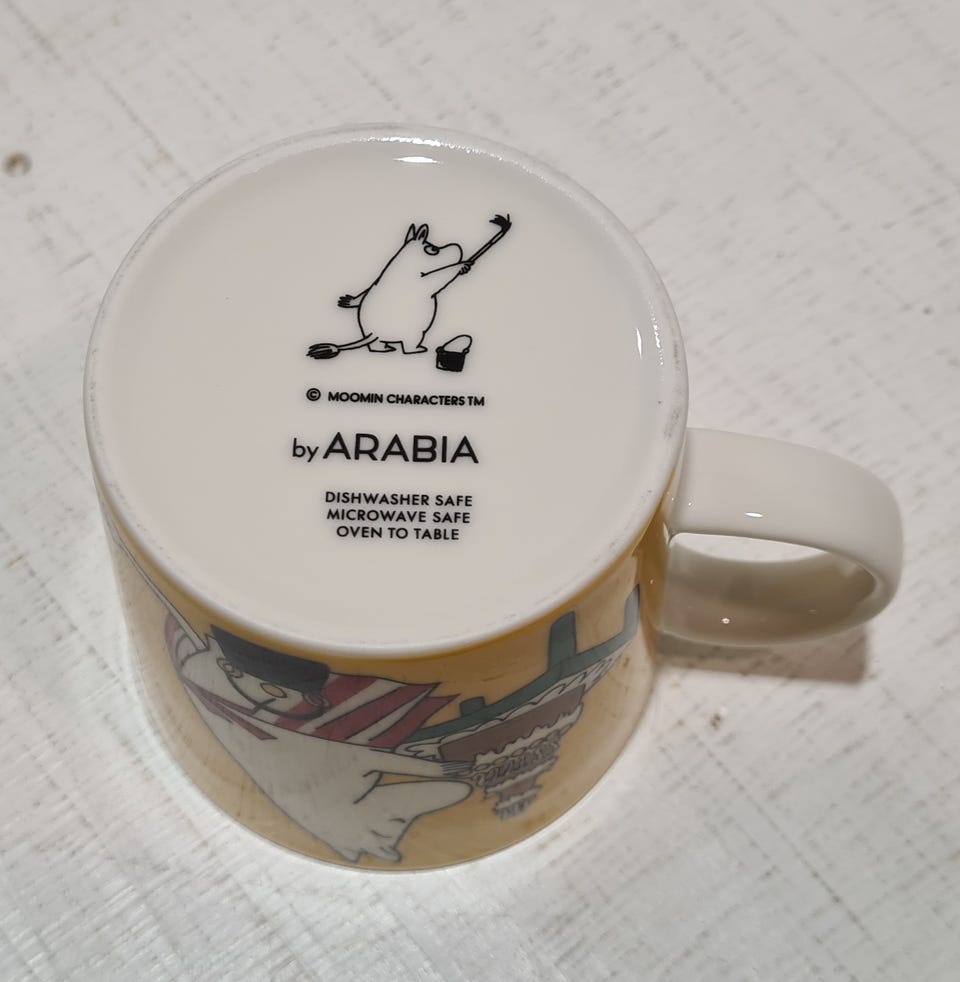 © MOOMIN CHARACTERS TM
by ARABIA
DISHWASHER SAFE
MICROWAVE SAFE
OVEN TO TABLE